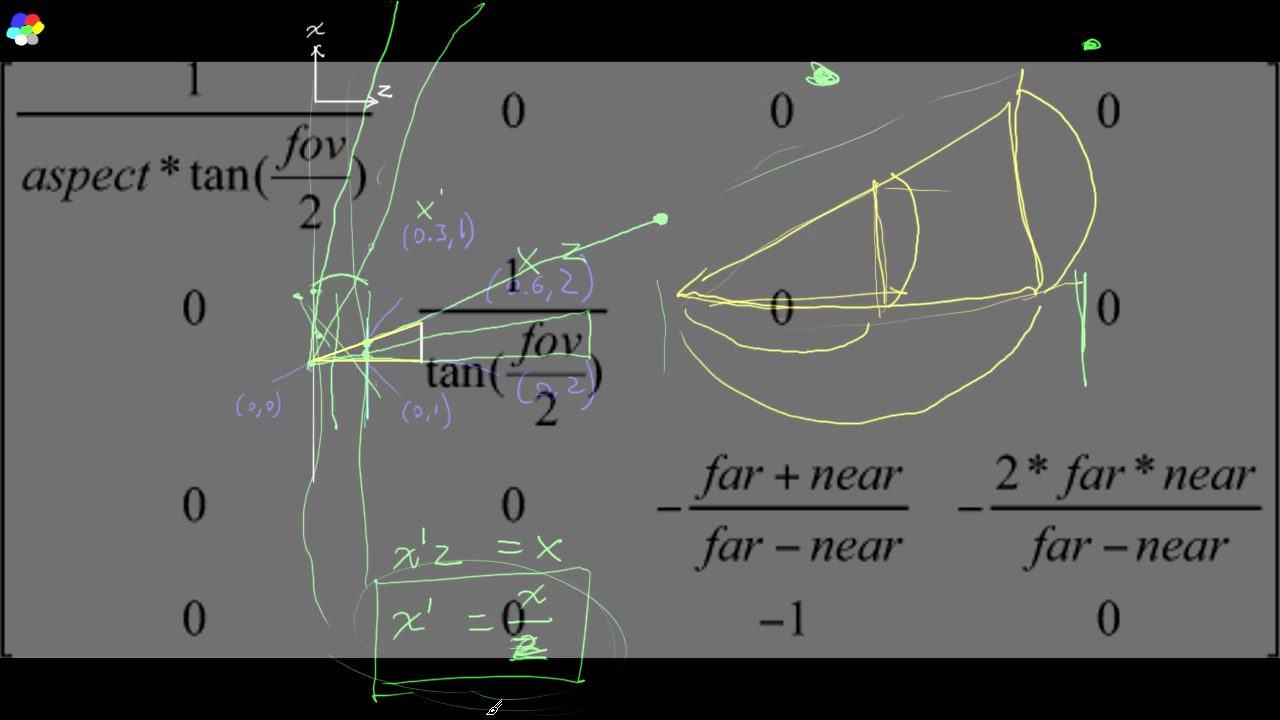 x
z
1
0 0 0
aspect * tan( fov / 2 )
x'
(0.3, 1)
x z
(0.6, 2)
0 1 0 0
tan( fov / 2 )
(0, 2)
(0,0) (0,1)
0 0 - far + near / far - near - 2 * far * near / far - near
x'z = x
0 0 -1 0
x' = x / z